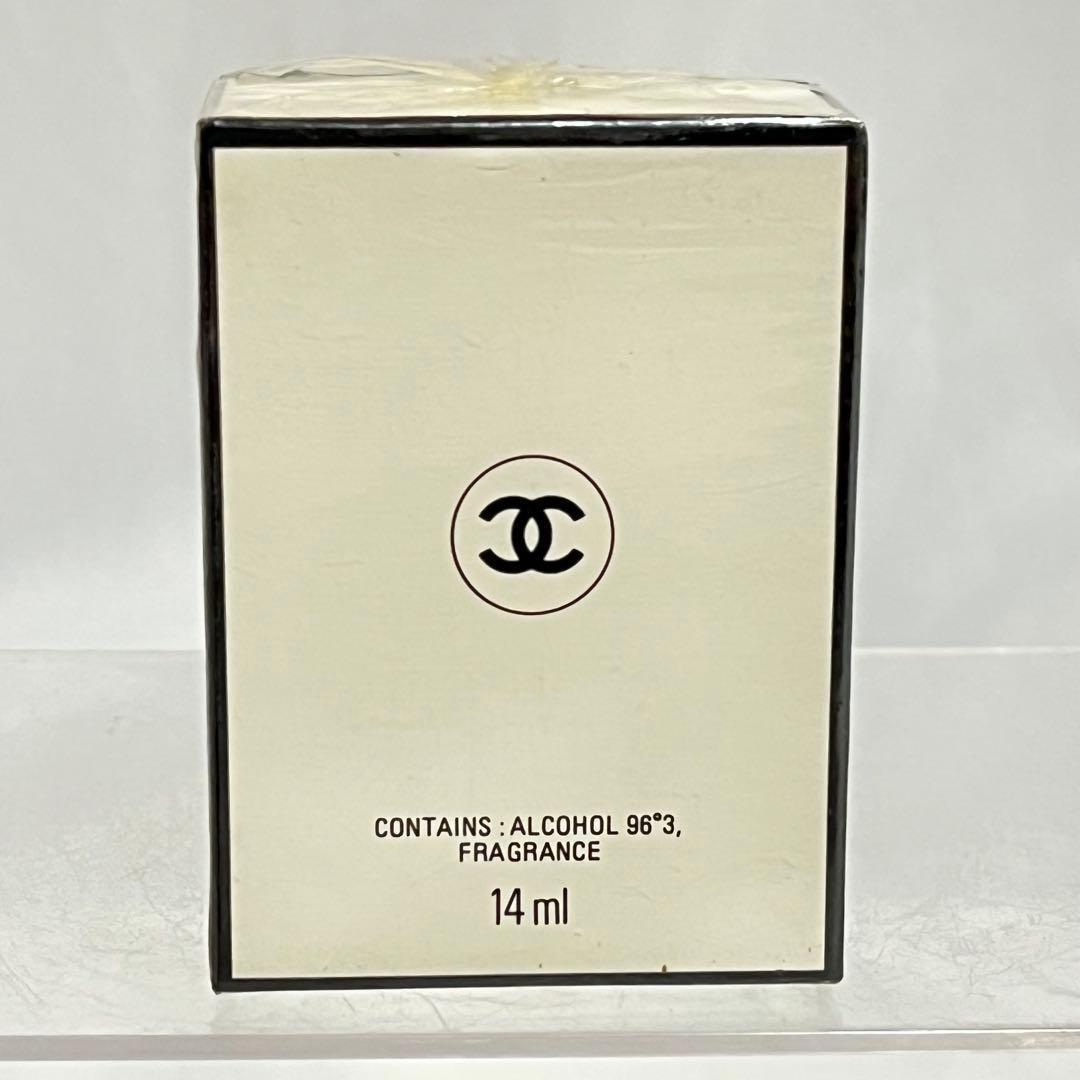 CONTAINS : ALCOHOL 96°3,
FRAGRANCE
14 ml